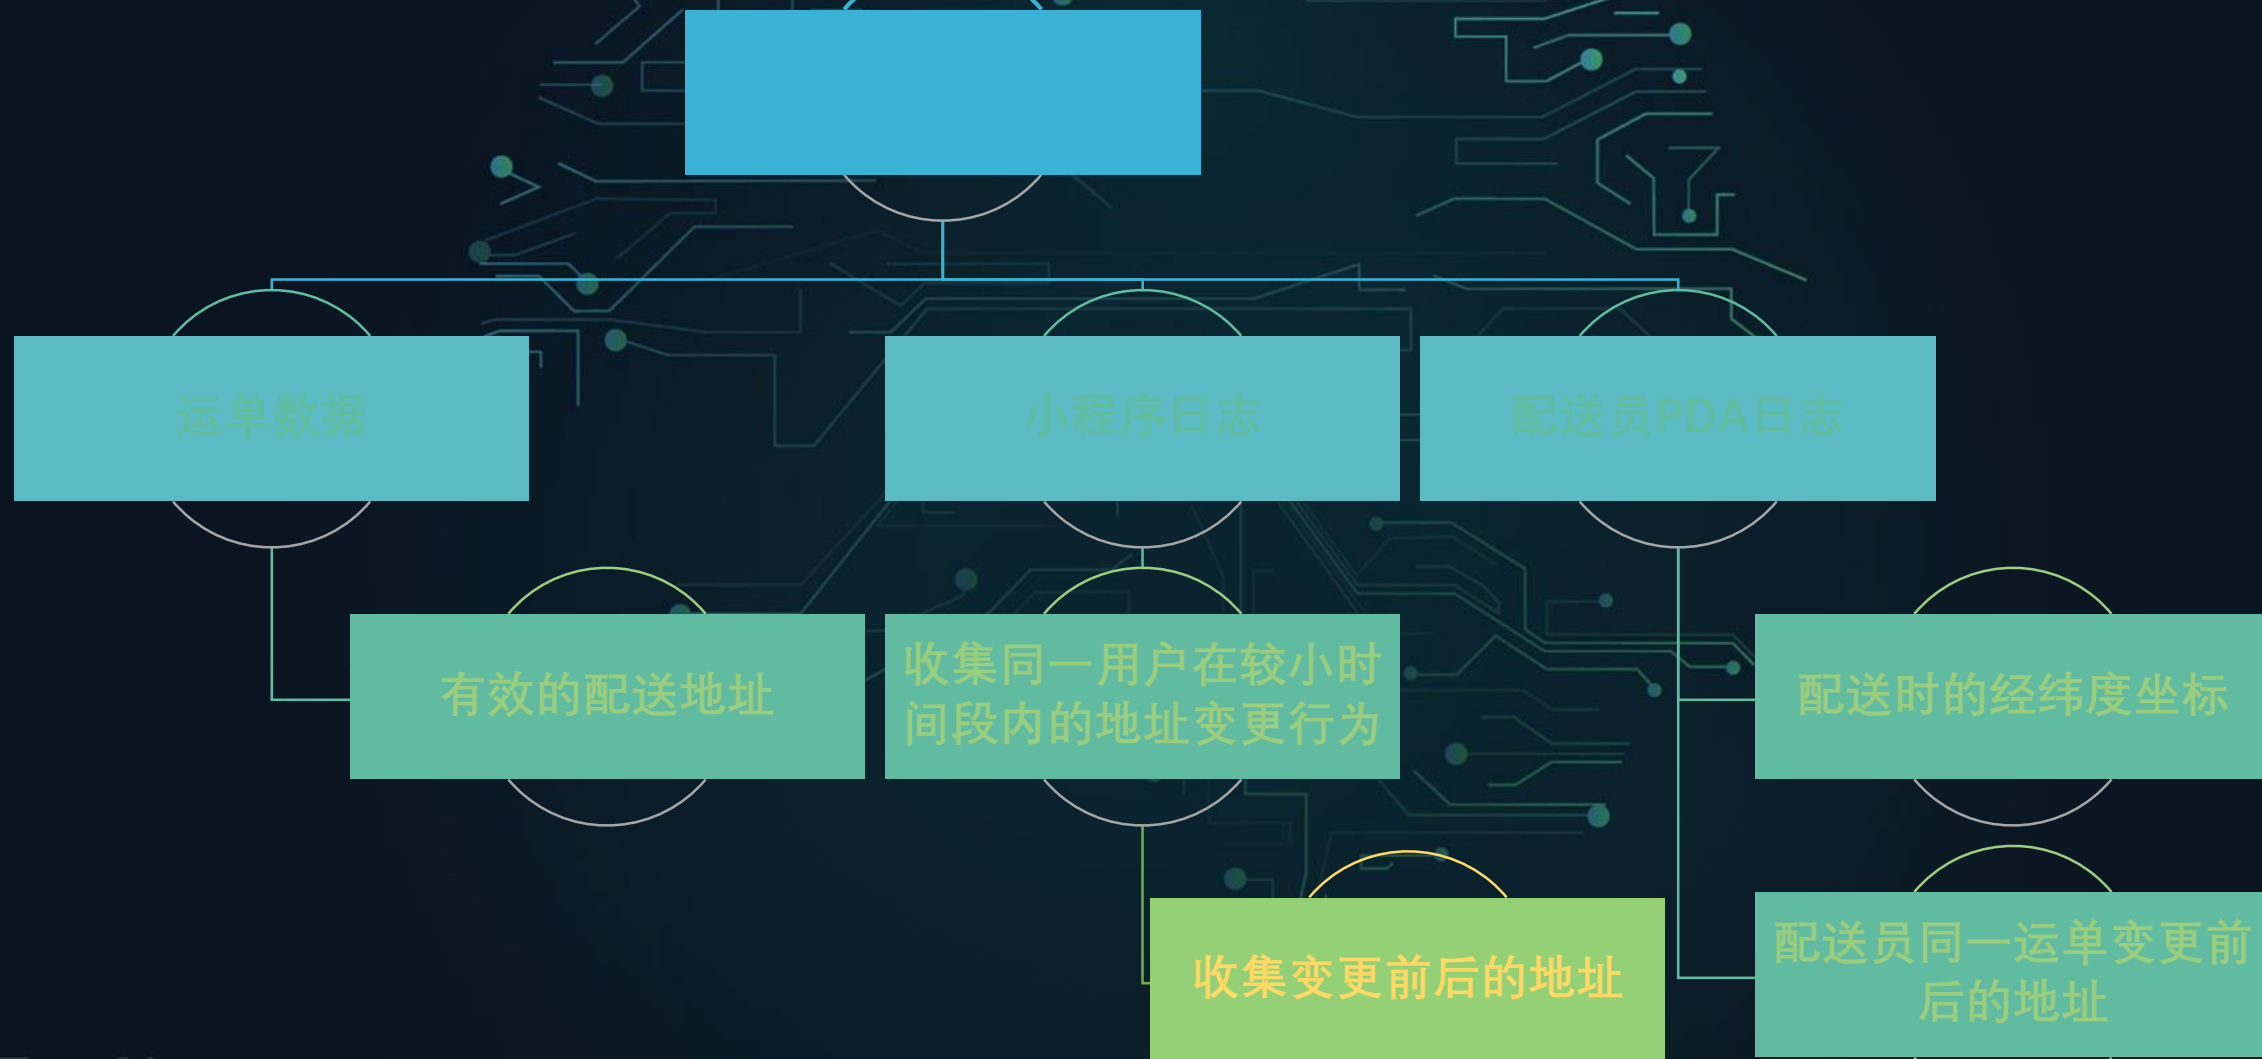 运单数据
小程序日志
配送员PDA日志
有效的配送地址
收集同一用户在较小时
间段内的地址变更行为
配送时的经纬度坐标
收集变更前后的地址
配送员同一运单变更前
后的地址